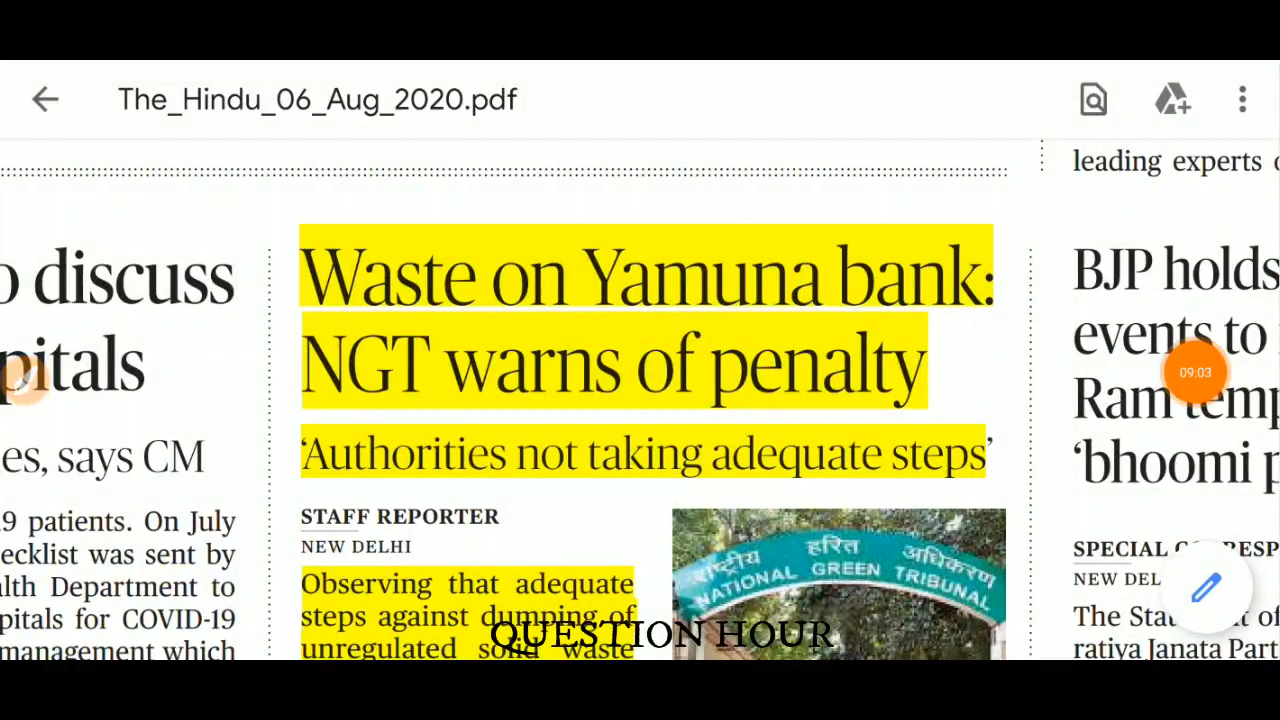 The_Hindu_06_Aug_2020.pdf
leading experts
o discuss
pitals
es, says CM
19 patients. On July
ecklist was sent by
lth Department to
pitals for COVID-19
management which
Waste on Yamuna bank:
NGT warns of penalty
‘Authorities not taking adequate steps’
STAFF REPORTER
NEW DELHI
Observing that adequate
steps against dumping of
unregulated solid waste
राष्ट्रीय हरित अधिकरण
NATIONAL GREEN TRIBUNAL
BJP holds
events to
Ram temp
‘bhoomi p
09:03
SPECIAL
NEW DEL
The Stat
ratiya Janata Part
QUESTION HOUR